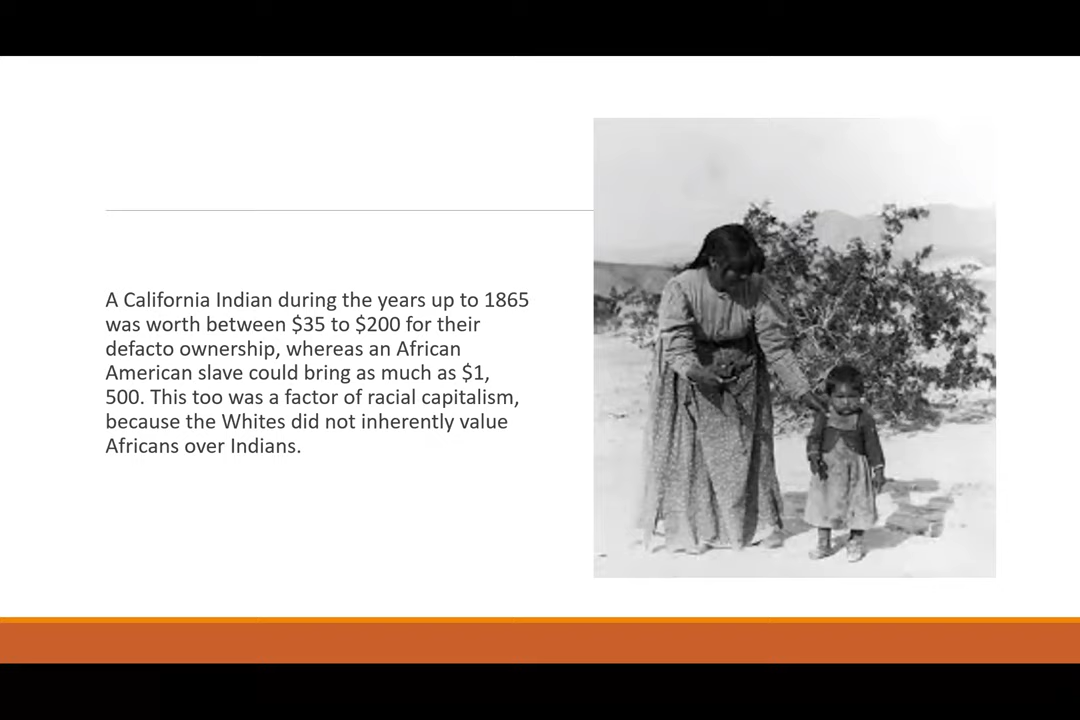 A California Indian during the years up to 1865
was worth between $35 to $200 for their
defacto ownership, whereas an African
American slave could bring as much as $1,
500. This too was a factor of racial capitalism,
because the Whites did not inherently value
Africans over Indians.